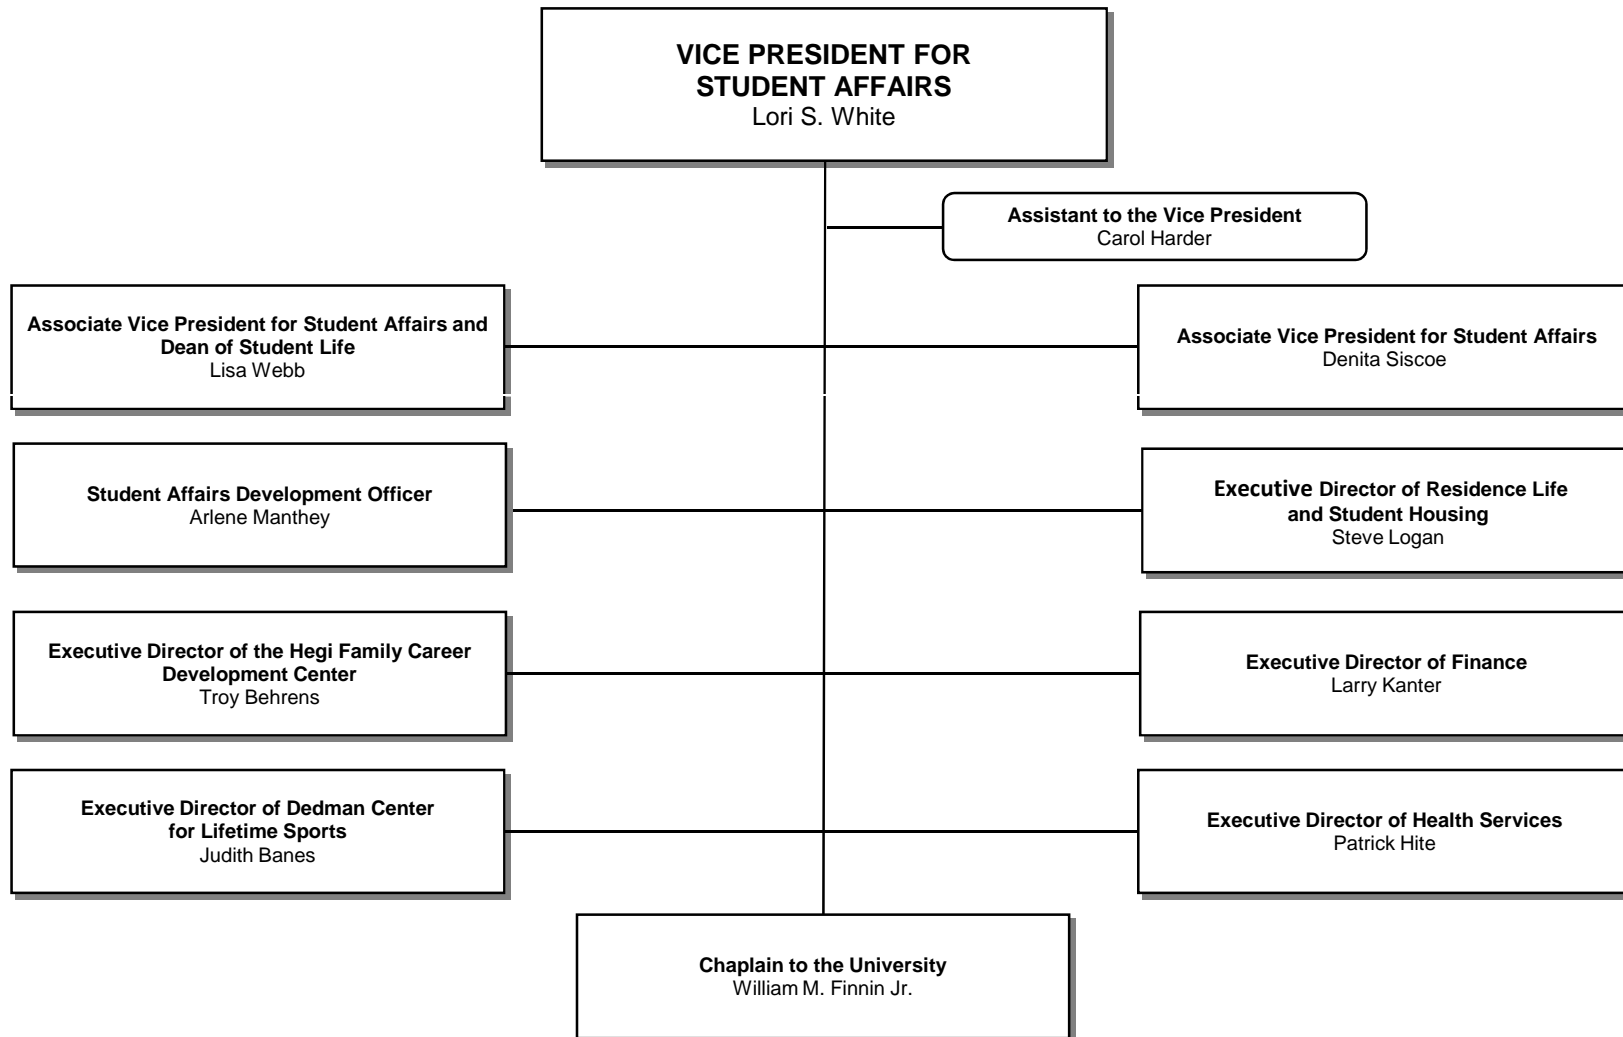 VICE PRESIDENT FOR
STUDENT AFFAIRS
Lori S. White
Assistant to the Vice President
Carol Harder
Associate Vice President for Student Affairs and
Dean of Student Life
Lisa Webb
Associate Vice President for Student Affairs
Denita Siscoe
Student Affairs Development Officer
Arlene Manthey
Executive Director of Residence Life
and Student Housing
Steve Logan
Executive Director of the Hegi Family Career
Development Center
Troy Behrens
Executive Director of Finance
Larry Kanter
Executive Director of Dedman Center
for Lifetime Sports
Judith Banes
Executive Director of Health Services
Patrick Hite
Chaplain to the University
William M. Finnin Jr.